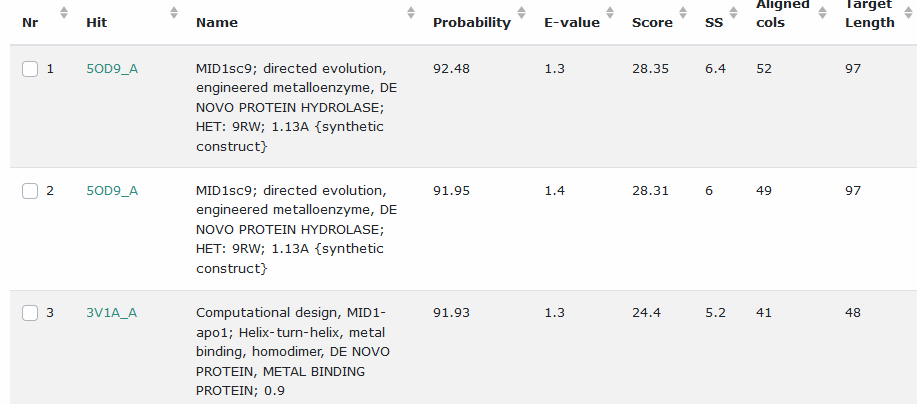 Aligned Target
Nr Hit Name Probability E-value Score SS cols Length
1 5OD9_A MID1sc9; directed evolution, 92.48 1.3 28.35 6.4 52 97
engineered metalloenzyme, DE
NOVO PROTEIN HYDROLASE;
HET: 9RW; 1.13A {synthetic
construct}
2 5OD9_A MID1sc9; directed evolution, 91.95 1.4 28.31 6 49 97
engineered metalloenzyme, DE
NOVO PROTEIN HYDROLASE;
HET: 9RW; 1.13A {synthetic
construct}
3 3V1A_A Computational design, MID1- 91.93 1.3 24.4 5.2 41 48
apo1; Helix-turn-helix, metal
binding, homodimer, DE NOVO
PROTEIN, METAL BINDING
PROTEIN; 0.9